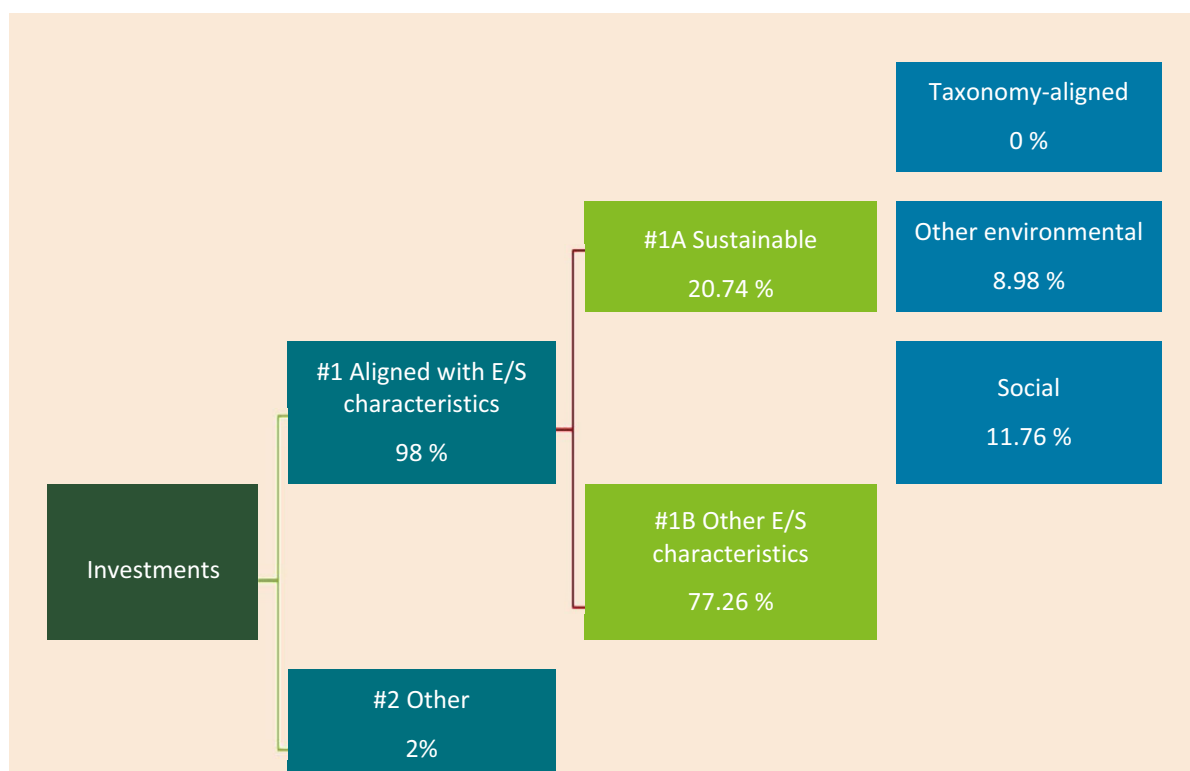 Taxonomy-aligned
0 %
#1A Sustainable
20.74 %
Other environmental
8.98 %
#1 Aligned with E/S
characteristics
98 %
Social
11.76 %
Investments
#1B Other E/S
characteristics
77.26 %
#2 Other
2%